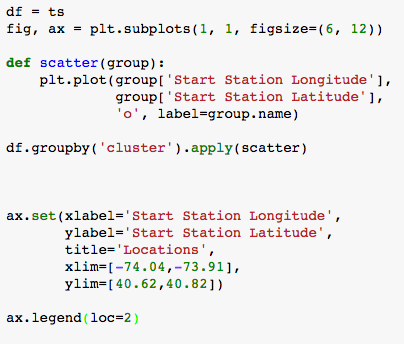 df = ts
fig, ax = plt.subplots(1, 1, figsize=(6, 12))
def scatter(group):
    plt.plot(group['Start Station Longitude'],
             group['Start Station Latitude'],
             'o', label=group.name)
df.groupby('cluster').apply(scatter)
ax.set(xlabel='Start Station Longitude',
       ylabel='Start Station Latitude',
       title='Locations',
       xlim=[-74.04,-73.91],
       ylim=[40.62,40.82])
ax.legend(loc=2)